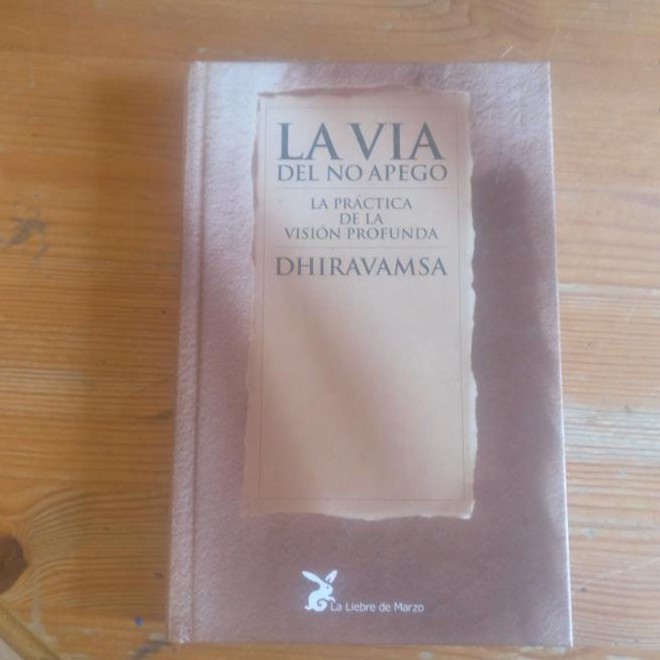 LA VIA
DEL NO APEGO
LA PRÁCTICA
DE LA
VISIÓN PROFUNDA
DHIRAVAMSA
La Liebre de Marzo